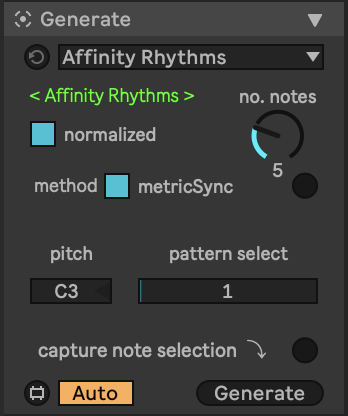 Generate
Affinity Rhythms
< Affinity Rhythms >
no. notes
normalized
5
method metricSync
pitch pattern select
C3 1
capture note selection
Auto Generate